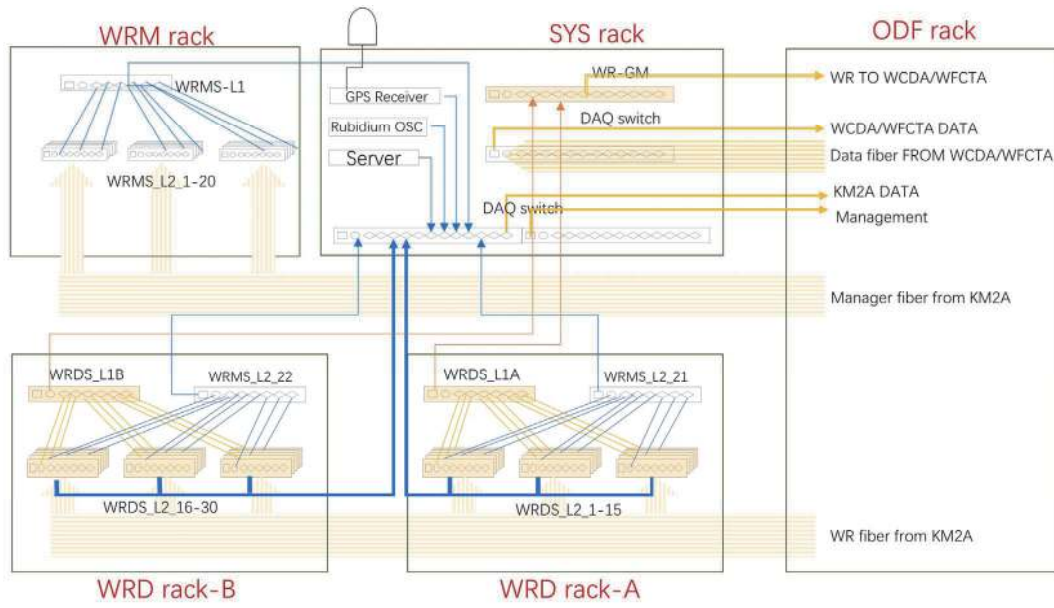 WRM rack
SYS rack
ODF rack
WRMS-L1
WRMS_L2_1-20
GPS Receiver
Rubidium OSC
Server
WR-GM
DAQ switch
DAQ switch
WR TO WCDA/WFCTA
WCDA/WFCTA DATA
Data fiber FROM WCDA/WFCTA
KM2A DATA
Management
Manager fiber from KM2A
WRDS_L1B
WRMS_L2_22
WRDS_L1A
WRMS_L2_21
WRDS_L2_16-30
WRDS_L2_1-15
WR fiber from KM2A
WRD rack-B
WRD rack-A